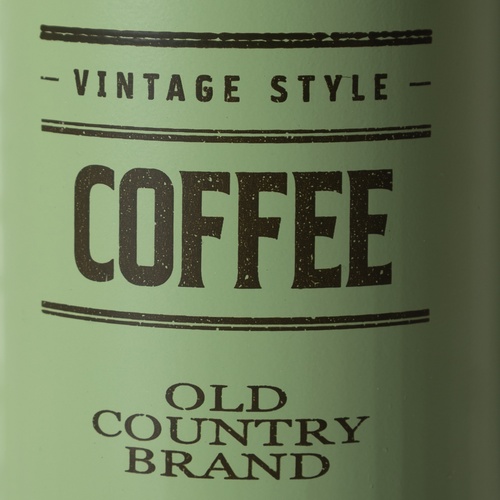 - VINTAGE STYLE -
COFFEE
OLD
COUNTRY
BRAND